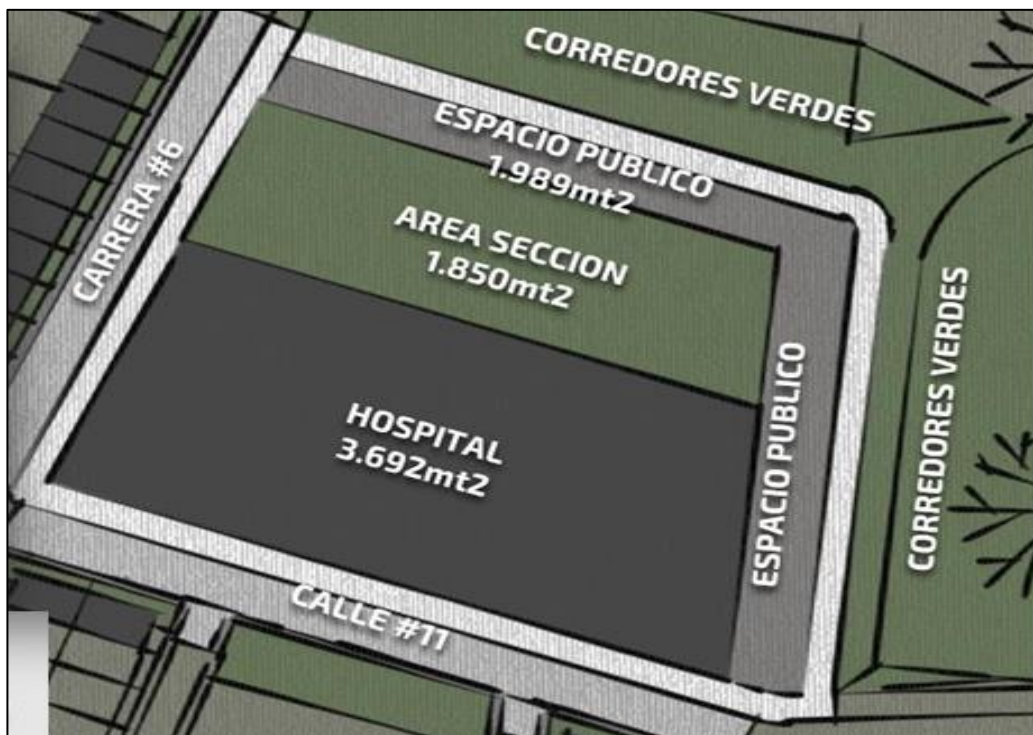 CORREDORES VERDES
ESPACIO PUBLICO
1.989mt2
CARRERA #6
AREA SECCION
1.850mt2
CORREDORES VERDES
ESPACIO PUBLICO
HOSPITAL
3.692mt2
CALLE #11